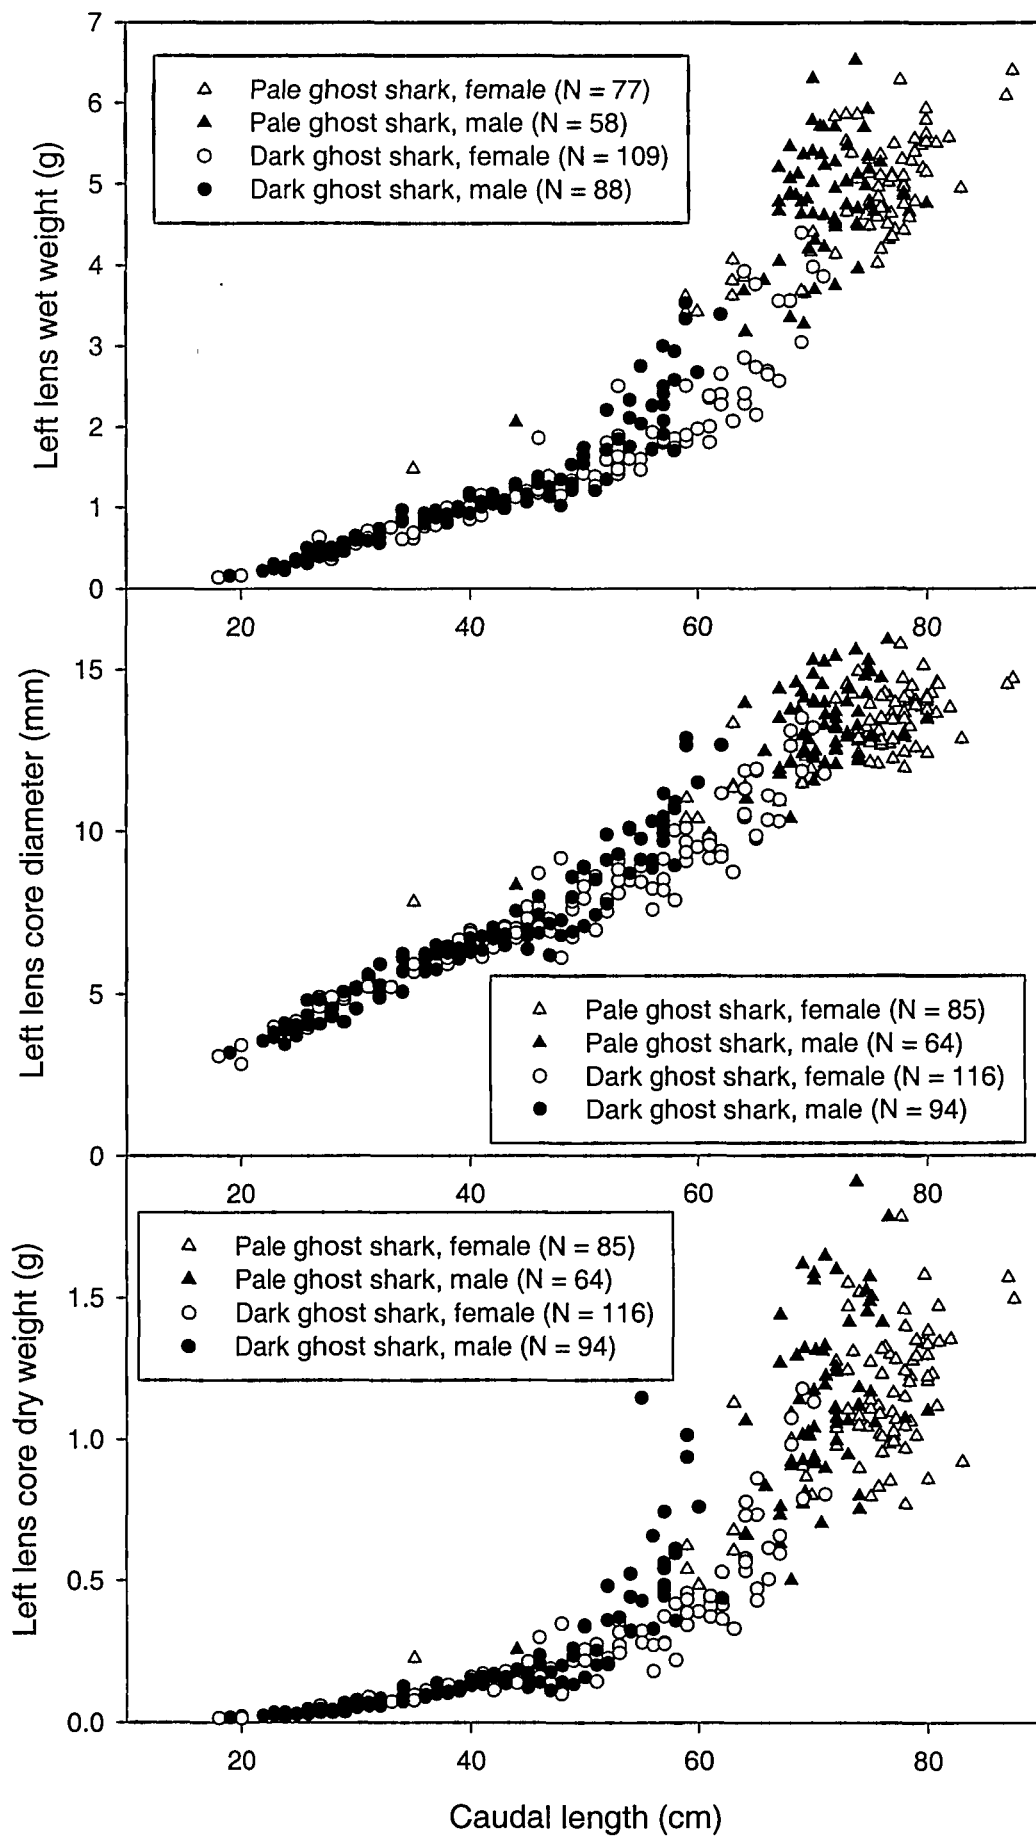 7
6
5
4
3
2
1
0
Left lens wet weight (g)
Pale ghost shark, female (N = 77)
Pale ghost shark, male (N = 58)
Dark ghost shark, female (N = 109)
Dark ghost shark, male (N = 88)
20 40 60 80
15
10
5
0
Left lens core diameter (mm)
Pale ghost shark, female (N = 85)
Pale ghost shark, male (N = 64)
Dark ghost shark, female (N = 116)
Dark ghost shark, male (N = 94)
20 40 60 80
1.5
1.0
0.5
0.0
Left lens core dry weight (g)
Pale ghost shark, female (N = 85)
Pale ghost shark, male (N = 64)
Dark ghost shark, female (N = 116)
Dark ghost shark, male (N = 94)
20 40 60 80
Caudal length (cm)